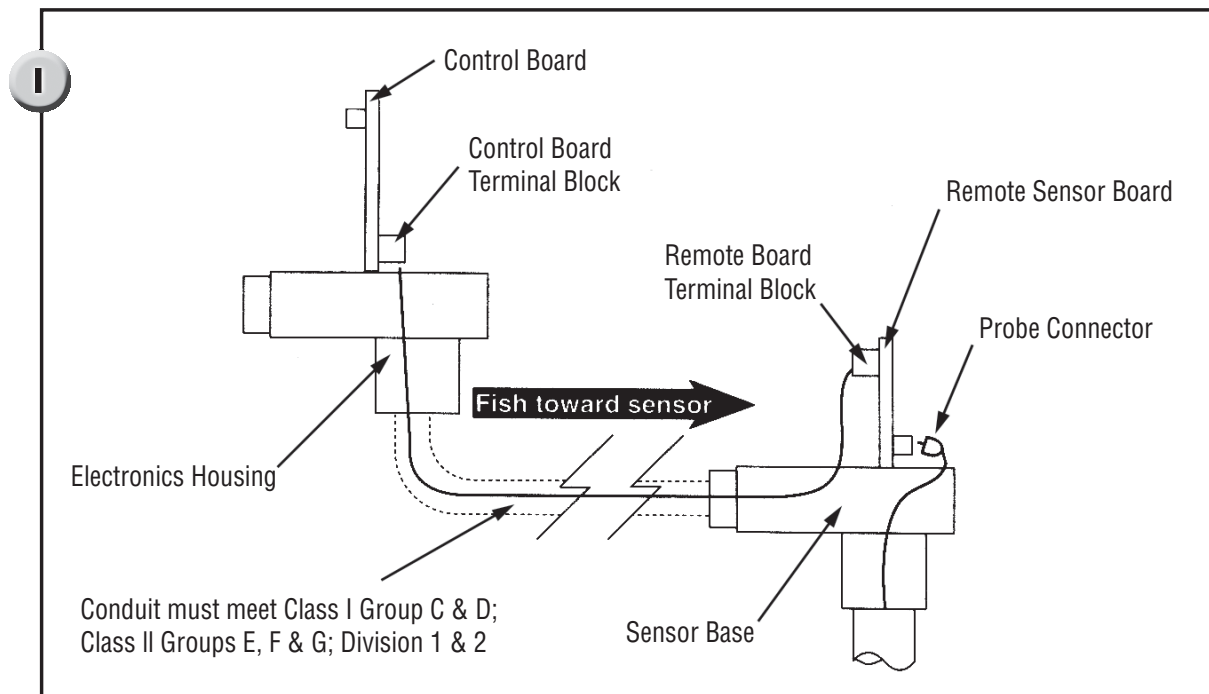 I
Control Board
Control Board
Terminal Block
Remote Sensor Board
Remote Board
Terminal Block
Probe Connector
Fish toward sensor
Electronics Housing
Conduit must meet Class I Group C & D;
Class II Groups E, F & G; Division 1 & 2
Sensor Base